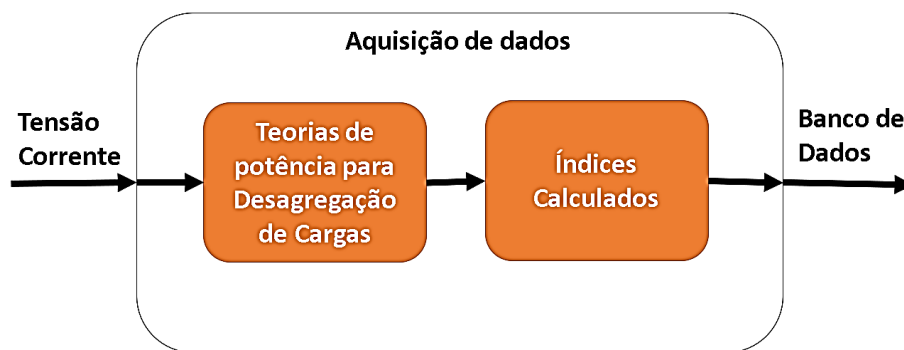 Aquisição de dados
Tensão
Corrente
Teorias de
potência para
Desagregação
de Cargas
Índices
Calculados
Banco de
Dados